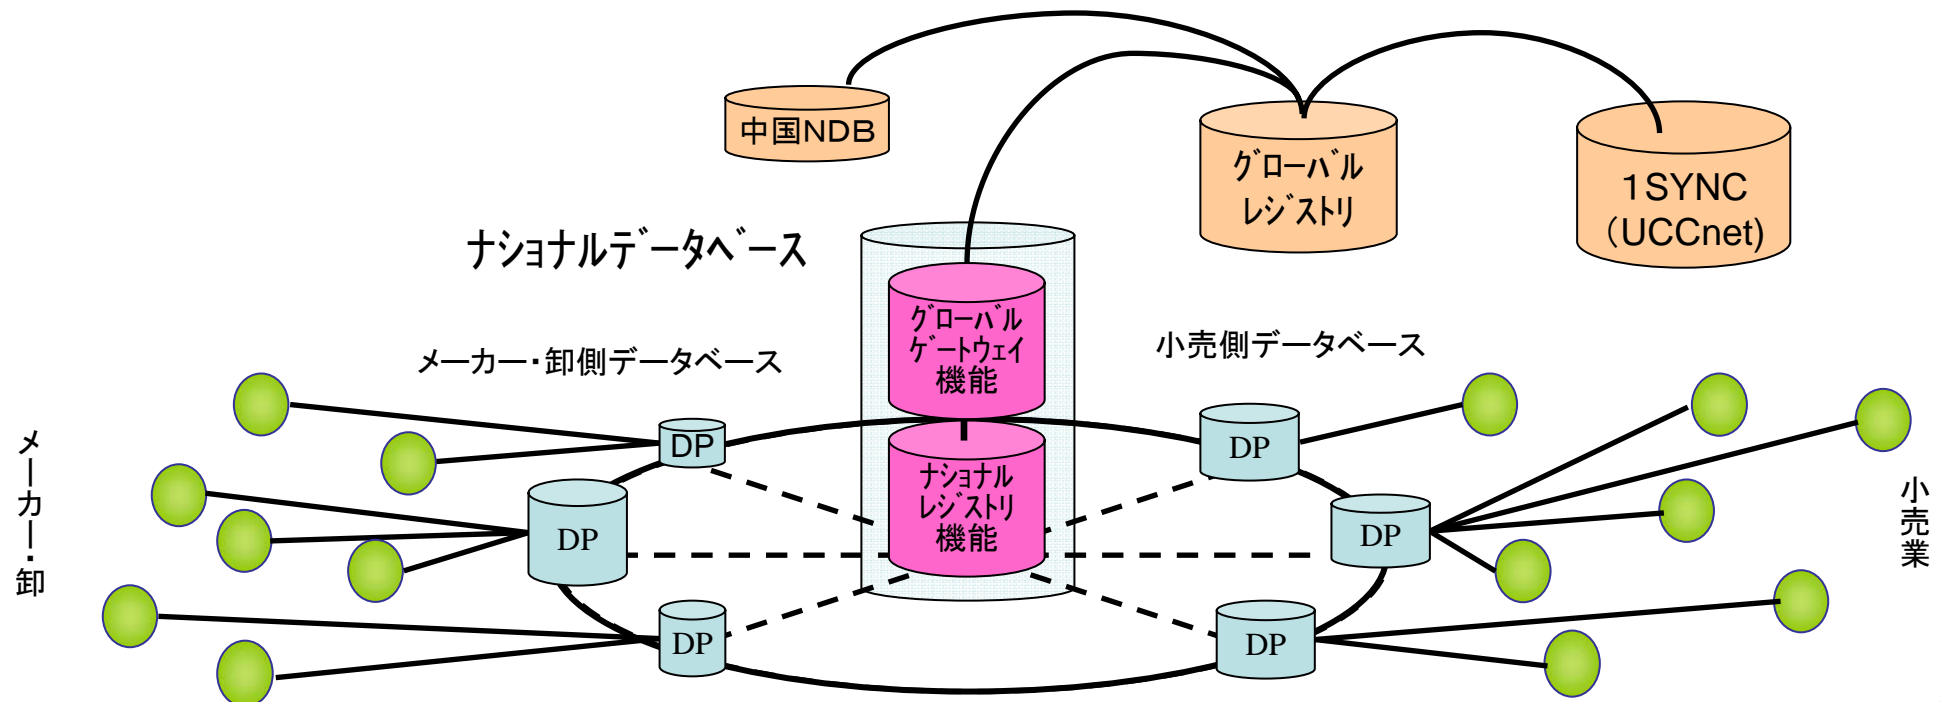 中国NDB
グローバル
レジストリ
1SYNC
(UCCnet)
ナショナルデータベース
グローバル
ゲートウェイ
機能
メーカー・卸側データベース
小売側データベース
メーカー・卸
小売業
DP
DP
DP
ナショナル
レジストリ
機能
DP
DP
DP